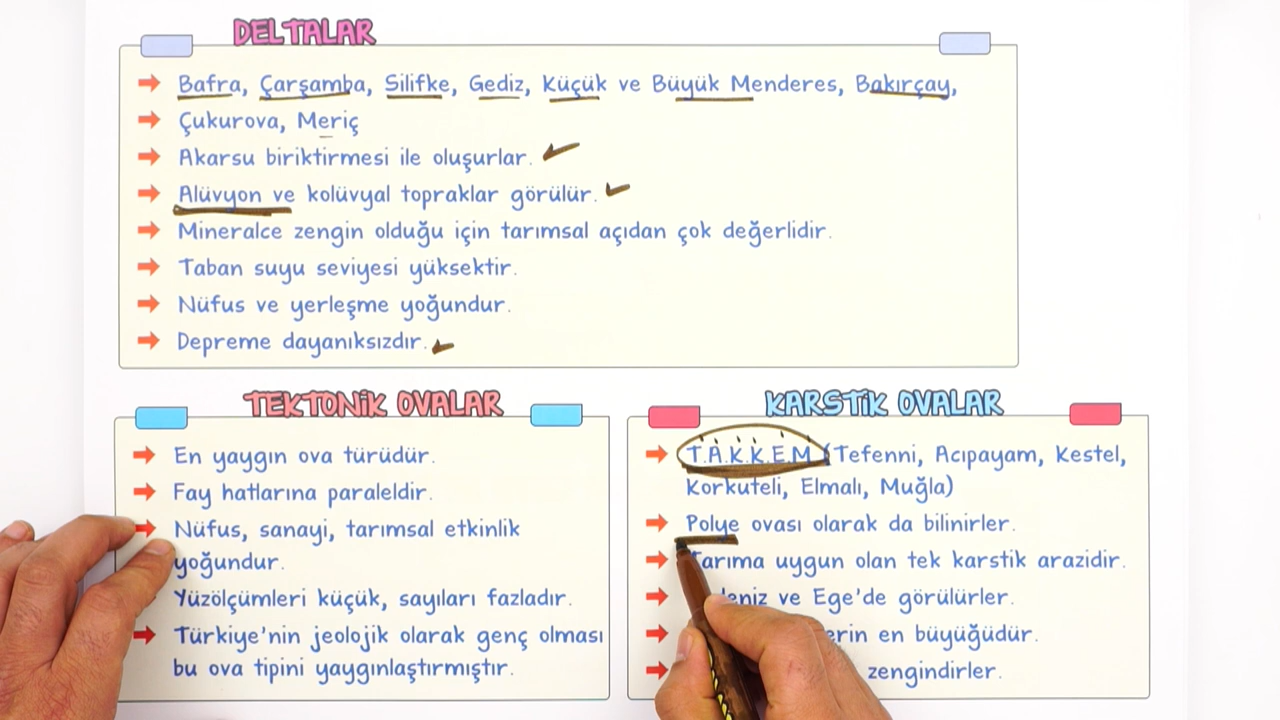 DELTALAR
Bafra, Çarşamba, Silifke, Gediz, Küçük ve Büyük Menderes, Bakırçay,
Çukurova, Meriç
Akarsu biriktirmesi ile oluşurlar.
Alüvyon ve kolüvyal topraklar görülür.
Mineralce zengin olduğu için tarımsal açıdan çok değerlidir.
Taban suyu seviyesi yüksektir.
Nüfus ve yerleşme yoğundur.
Depreme dayanıksızdır.
TEKTONİK OVALAR
En yaygın ova türüdür.
Fay hatlarına paraleldir.
Nüfus, sanayi, tarımsal etkinlik
yoğundur.
Yüzölçümleri küçük, sayıları fazladır.
Türkiye'nin jeolojik olarak genç olması
bu ova tipini yaygınlaştırmıştır.
KARSTİK OVALAR
T.A.K.K.E.M (Tefenni, Acıpayam, Kestel,
Korkuteli, Elmalı, Muğla)
Polye ovası olarak da bilinirler.
Tarıma uygun olan tek karstik arazidir.
ve Ege'de görülürler.
en büyüğüdür.
zengindirler.